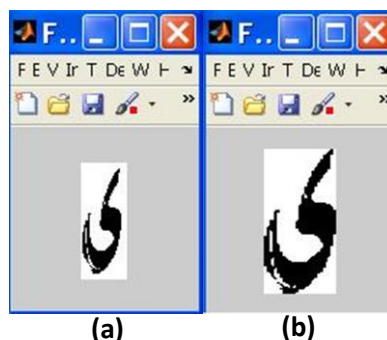 F.. F..
F E V Ir T De W H F E V Ir T De W H
ى ى
(a) (b)